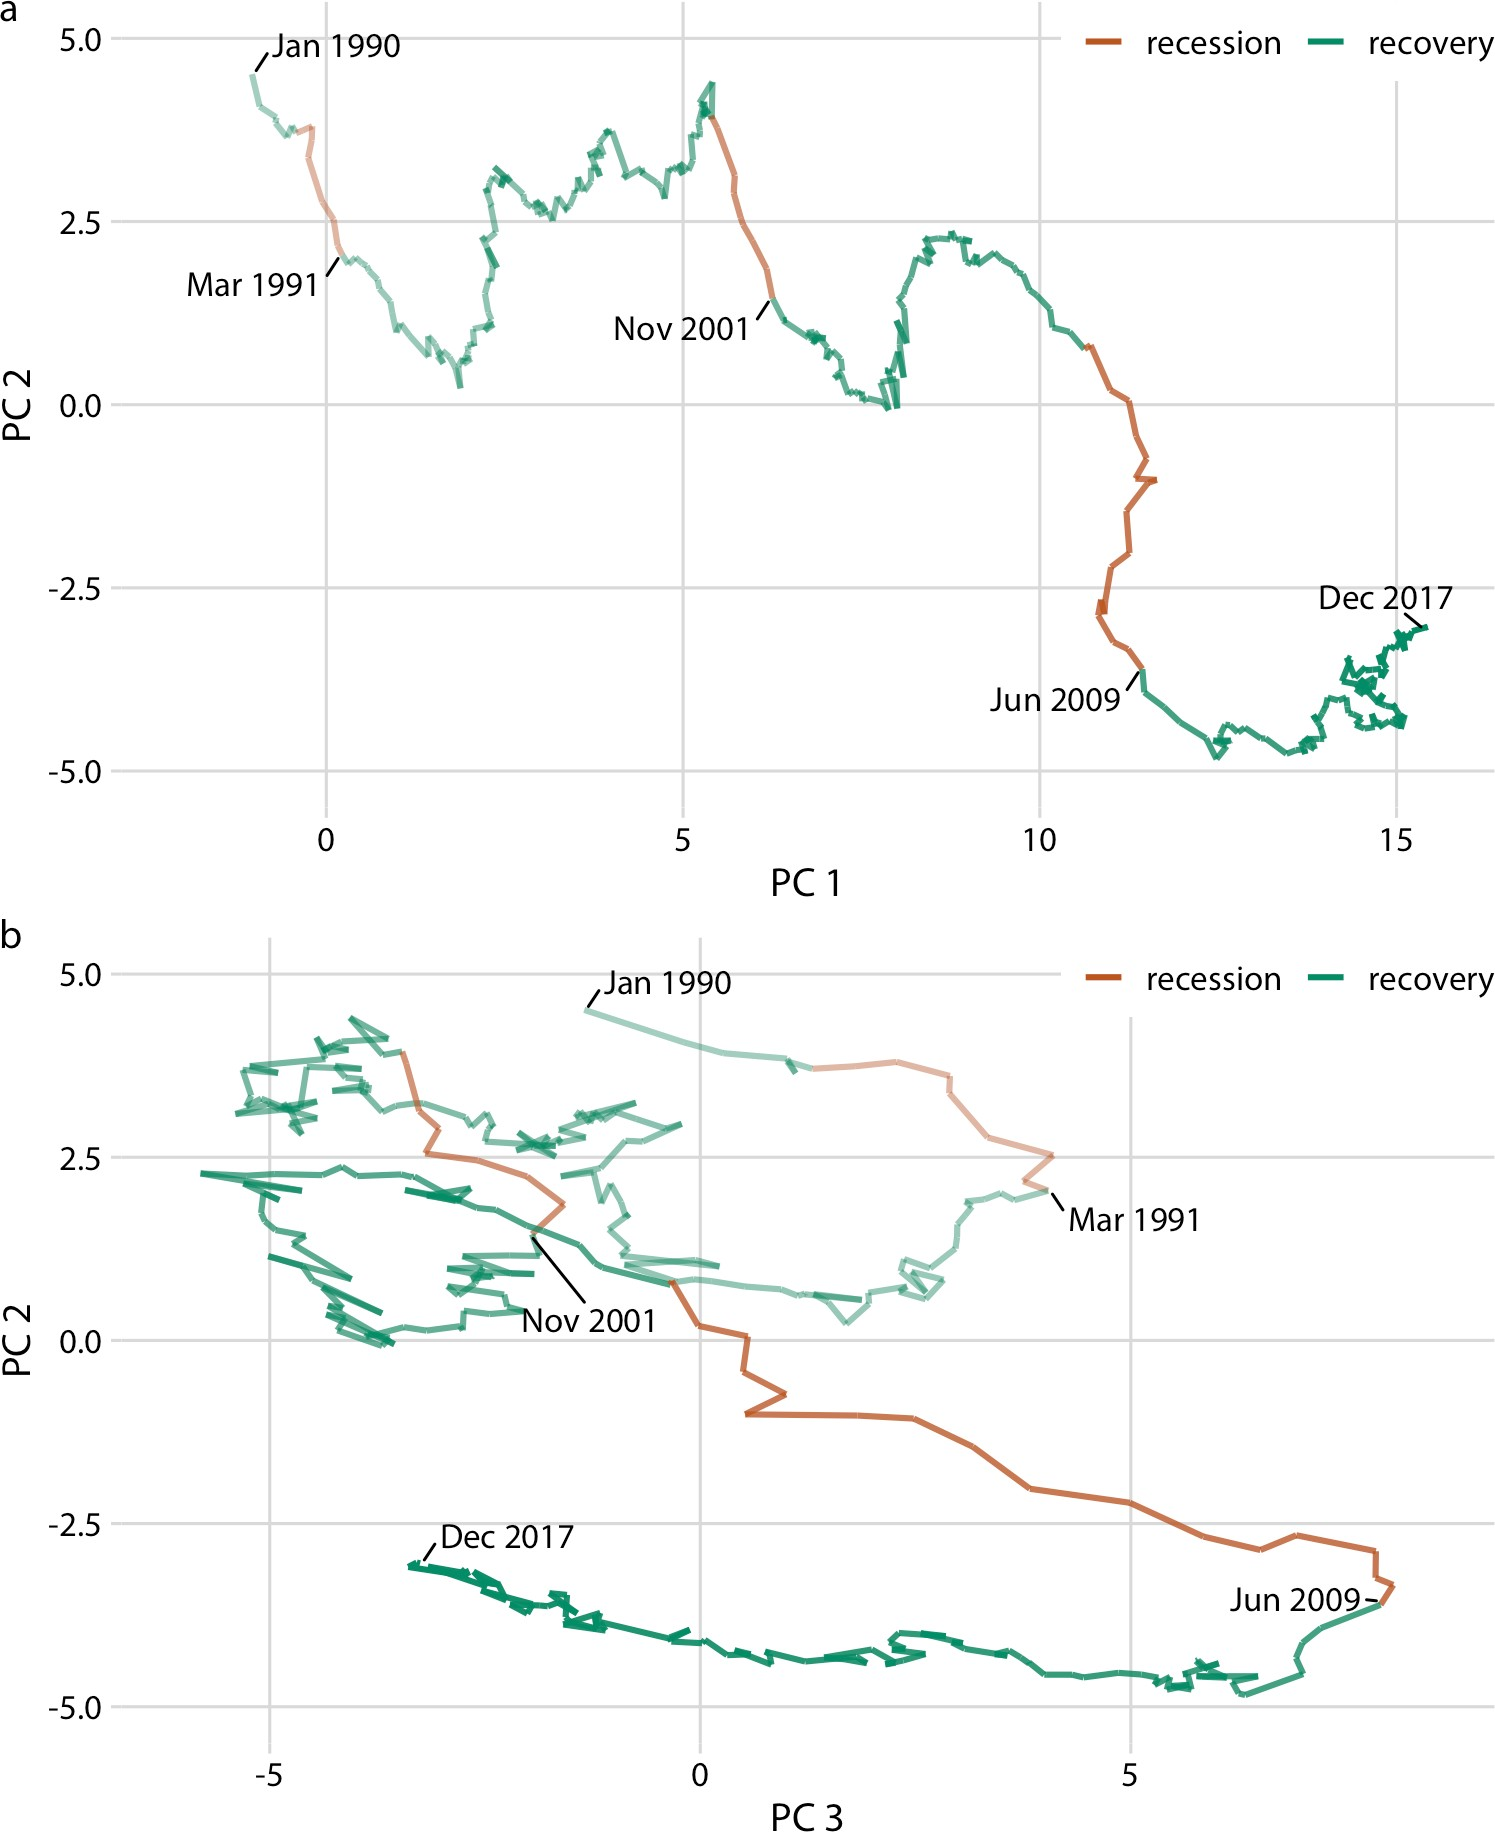 a
5.0
Jan 1990
recession
recovery
2.5
Mar 1991
Nov 2001
PC 2
0.0
-2.5
Dec 2017
Jun 2009
-5.0
0
5
10
15
PC 1
b
5.0
Jan 1990
recession
recovery
2.5
Mar 1991
Nov 2001
PC 2
0.0
-2.5
Dec 2017
Jun 2009
-5.0
-5
0
5
PC 3